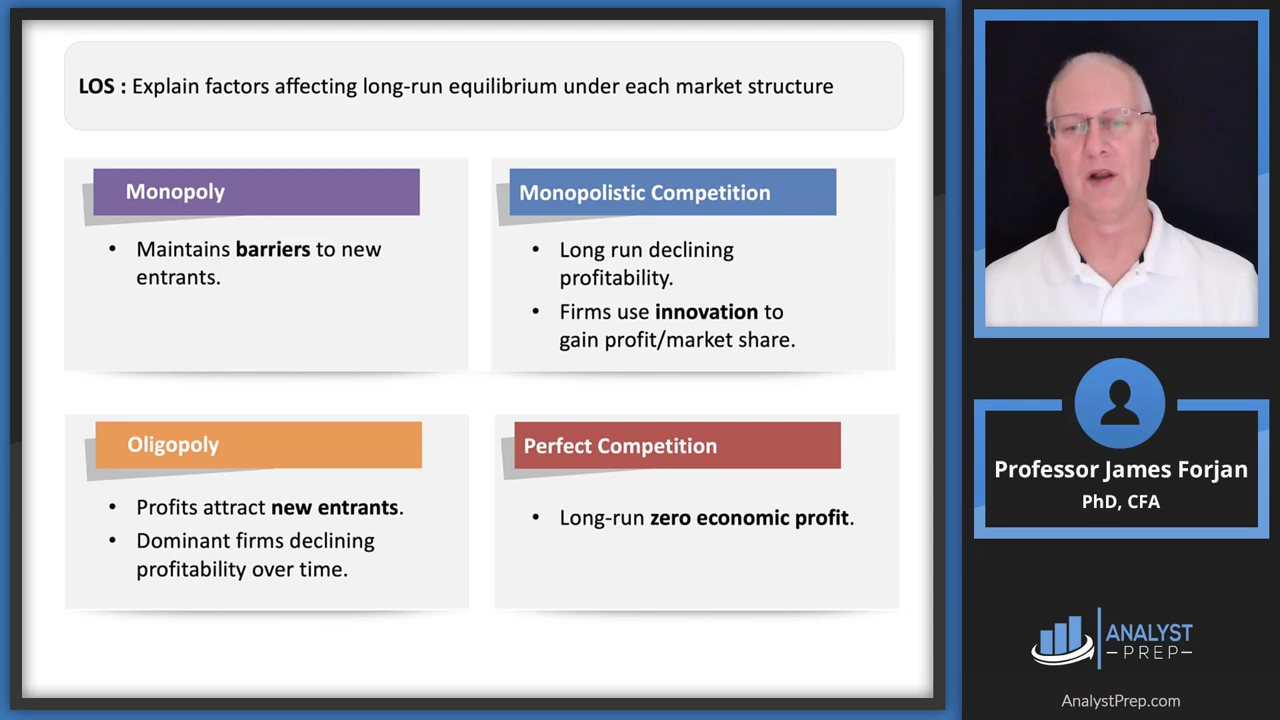 LOS : Explain factors affecting long-run equilibrium under each market structure
Monopoly
• Maintains barriers to new
entrants.
Monopolistic Competition
• Long run declining
profitability.
• Firms use innovation to
gain profit/market share.
Oligopoly
• Profits attract new entrants.
• Dominant firms declining
profitability over time.
Perfect Competition
• Long-run zero economic profit.
Professor James Forjan
PhD, CFA
ANALYST
PREP
AnalystPrep.com